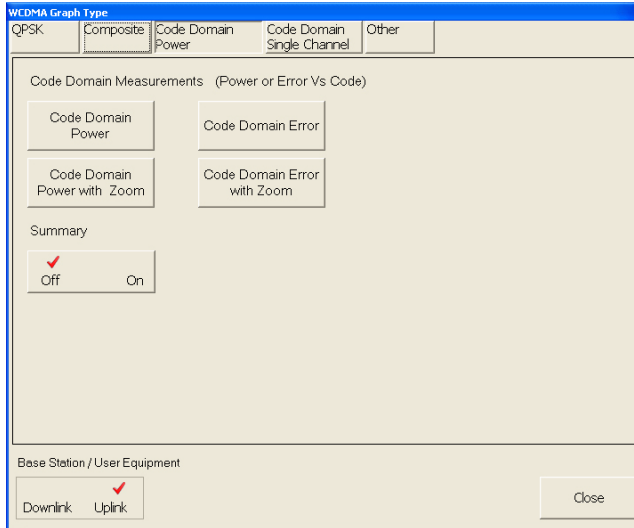 WCDMA Graph Type
QPSK Composite Code Domain Power Code Domain Single Channel Other
Code Domain Measurements (Power or Error Vs Code)
Code Domain
Power
Code Domain Error
Code Domain
Power with Zoom
Code Domain Error
with Zoom
Summary
Off On
Base Station / User Equipment
Downlink Uplink
Close